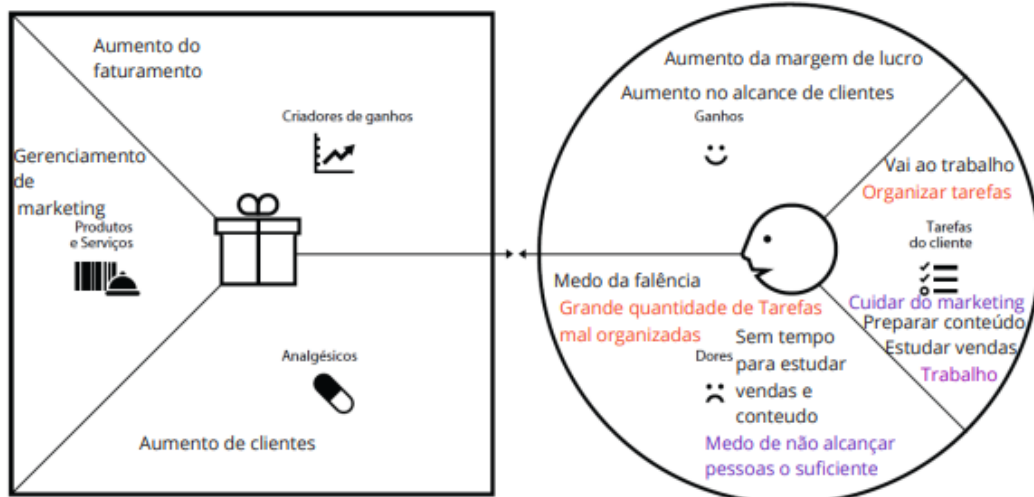 Aumento do
faturamento
Criadores de ganhos
Gerenciamento
de
marketing
Produtos
e Serviços
Analgésicos
Aumento de clientes
Aumento da margem de lucro
Aumento no alcance de clientes
Ganhos
Vai ao trabalho
Organizar tarefas
Tarefas
do cliente
Cuidar do marketing
Preparar conteúdo
Estudar vendas
Trabalho
Medo da falência
Grande quantidade de Tarefas
mal organizadas
Dores
Sem tempo
para estudar
vendas e
conteudo
Medo de não alcançar
pessoas o suficiente